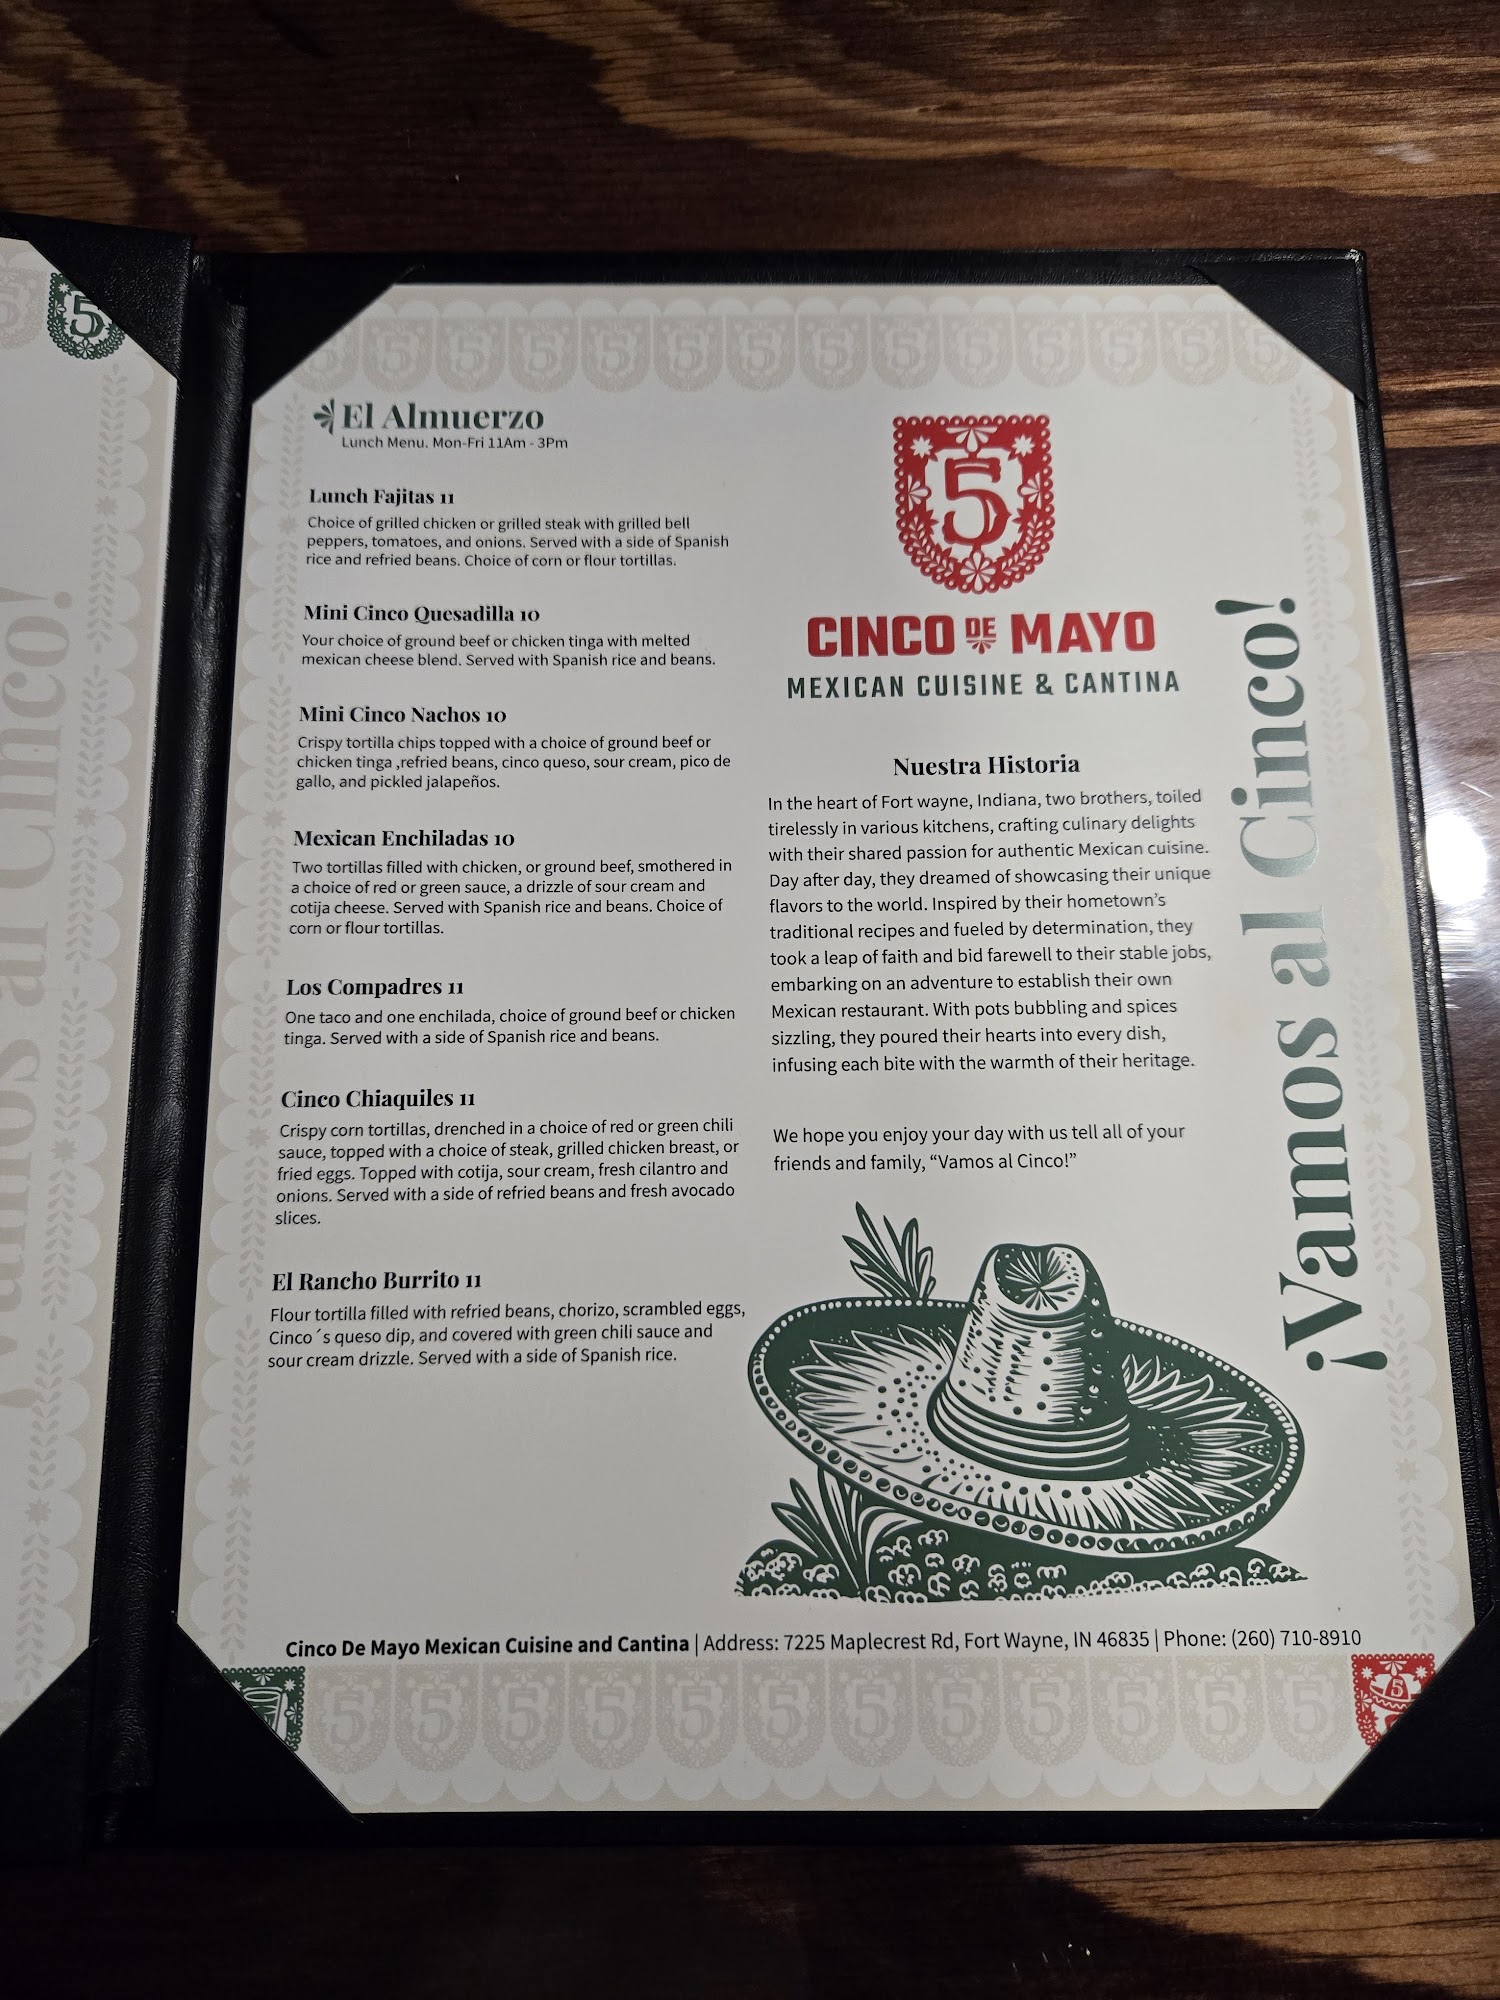 El Almuerzo
Lunch Menu. Mon-Fri 11Am - 3Pm
Lunch Fajitas 11
Choice of grilled chicken or grilled steak with grilled bell
peppers, tomatoes, and onions. Served with a side of Spanish
rice and refried beans. Choice of corn or flour tortillas.
Mini Cinco Quesadilla 10
Your choice of ground beef or chicken tinga with melted
mexican cheese blend. Served with Spanish rice and beans.
Mini Cinco Nachos 10
Crispy tortilla chips topped with a choice of ground beef or
chicken tinga ,refried beans, cinco queso, sour cream, pico de
gallo, and pickled jalapeños.
Mexican Enchiladas 10
Two tortillas filled with chicken, or ground beef, smothered in
a choice of red or green sauce, a drizzle of sour cream and
cotija cheese. Served with Spanish rice and beans. Choice of
corn or flour tortillas.
Los Compadres 11
One taco and one enchilada, choice of ground beef or chicken
tinga. Served with a side of Spanish rice and beans.
Cinco Chiaquiles 11
Crispy corn tortillas, drenched in a choice of red or green chili
sauce, topped with a choice of steak, grilled chicken breast, or
fried eggs. Topped with cotija, sour cream, fresh cilantro and
onions. Served with a side of refried beans and fresh avocado
slices.
El Rancho Burrito 11
Flour tortilla filled with refried beans, chorizo, scrambled eggs,
Cinco´s queso dip, and covered with green chili sauce and
sour cream drizzle. Served with a side of Spanish rice.
5
CINCO DE MAYO
MEXICAN CUISINE & CANTINA
Nuestra Historia
In the heart of Fort wayne, Indiana, two brothers, toiled
tirelessly in various kitchens, crafting culinary delights
with their shared passion for authentic Mexican cuisine.
Day after day, they dreamed of showcasing their unique
flavors to the world. Inspired by their hometown's
traditional recipes and fueled by determination, they
took a leap of faith and bid farewell to their stable jobs,
embarking on an adventure to establish their own
Mexican restaurant. With pots bubbling and spices
sizzling, they poured their hearts into every dish,
infusing each bite with the warmth of their heritage.
We hope you enjoy your day with us tell all of your
friends and family, “Vamos al Cinco!”
¡Vamos al Cinco!
Cinco De Mayo Mexican Cuisine and Cantina | Address: 7225 Maplecrest Rd, Fort Wayne, IN 46835 | Phone: (260) 710-8910